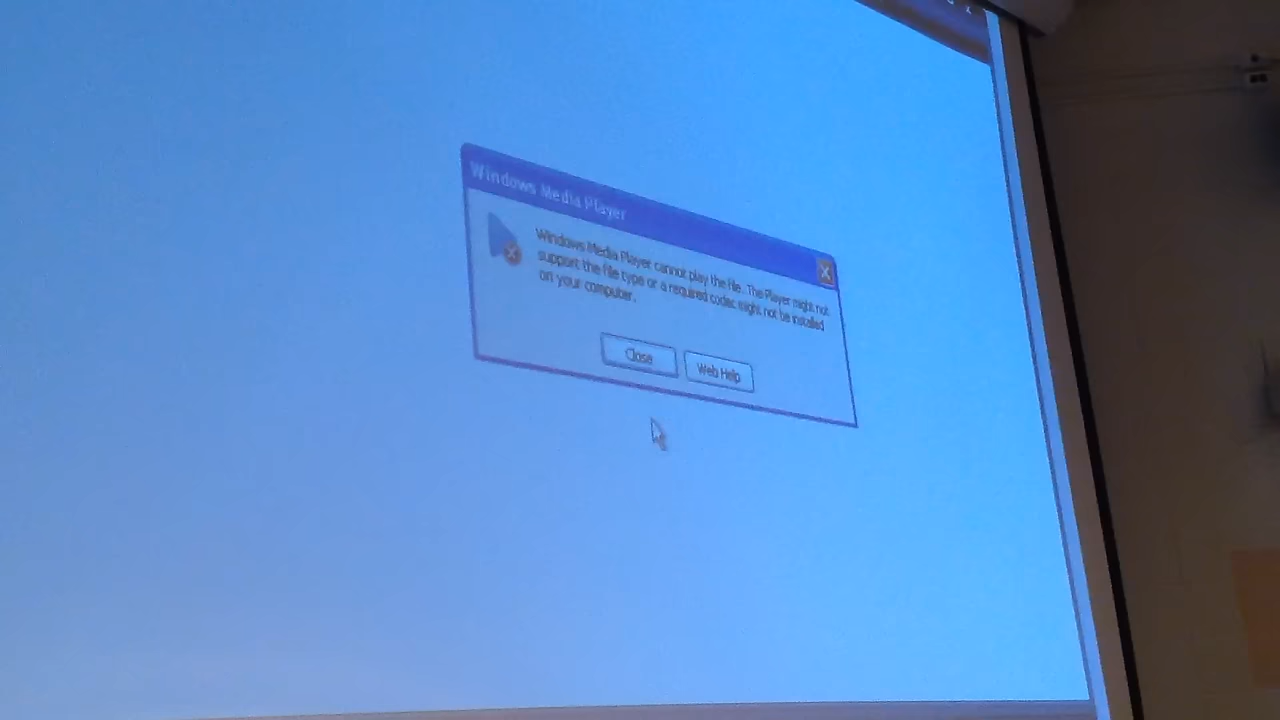 Windows Media Player
Windows Media Player cannot play the file. The Player might not
support the file type or a required codec might not be installed
on your computer.
Close
Web Help